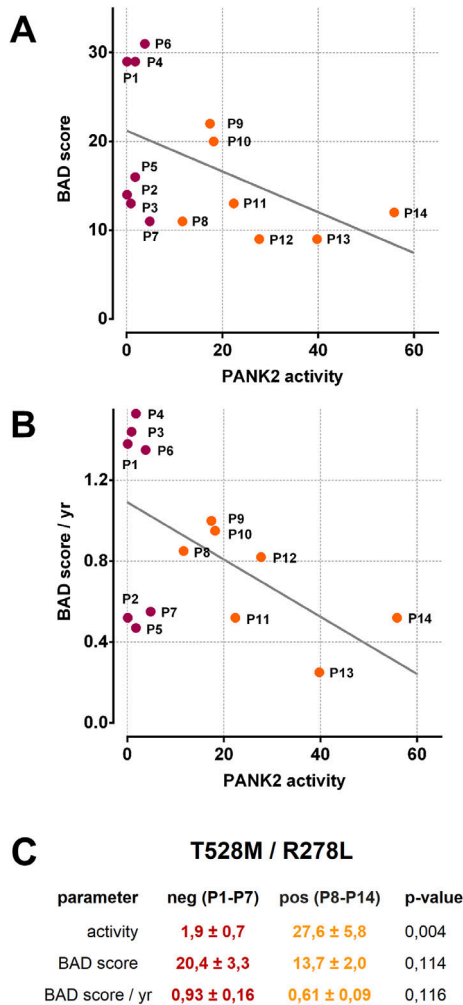 A
30
20
10
0
BAD score
P6
P4
P1
P9
P10
P5
P2
P3
P7
P8
P11
P12
P13
P14
0 20 40 60
PANK2 activity
B
1.2
0.8
0.4
0.0
BAD score / yr
P4
P3
P1
P6
P9
P10
P8
P12
P2
P7
P5
P11
P14
P13
0 20 40 60
PANK2 activity
C
T528M / R278L
parameter neg (P1-P7) pos (P8-P14) p-value
activity 1,9 ± 0,7 27,6 ± 5,8 0,004
BAD score 20,4 ± 3,3 13,7 ± 2,0 0,114
BAD score / yr 0,93 ± 0,16 0,61 ± 0,09 0,116